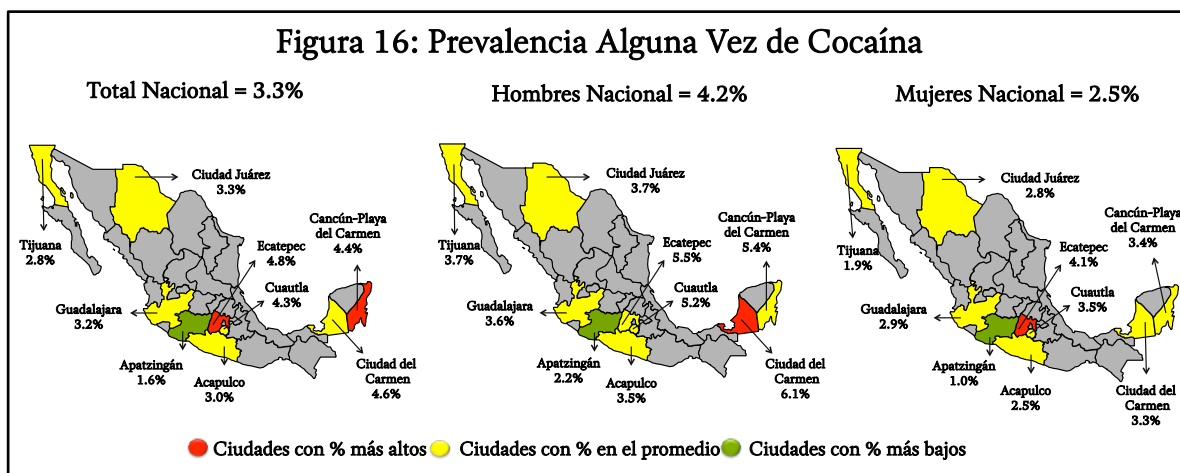 Figura 16: Prevalencia Alguna Vez de Cocaína
Total Nacional = 3.3%
Ciudad Juárez
3.3%
Cancún-Playa
del Carmen
4.4%
Tijuana
2.8%
Ecatepec
4.8%
Cuautla
4.3%
Guadalajara
3.2%
Apatzingán
1.6%
Acapulco
3.0%
Ciudad del
Carmen
4.6%
Hombres Nacional = 4.2%
Ciudad Juárez
3.7%
Cancún-Playa
del Carmen
5.4%
Tijuana
3.7%
Ecatepec
5.5%
Cuautla
5.2%
Guadalajara
3.6%
Apatzingán
2.2%
Acapulco
3.5%
Ciudad del
Carmen
6.1%
Mujeres Nacional = 2.5%
Ciudad Juárez
2.8%
Cancún-Playa
del Carmen
3.4%
Tijuana
1.9%
Ecatepec
4.1%
Cuautla
3.5%
Guadalajara
2.9%
Apatzingán
1.0%
Acapulco
2.5%
Ciudad del
Carmen
3.3%
Ciudades con % más altos
Ciudades con % en el promedio
Ciudades con % más bajos